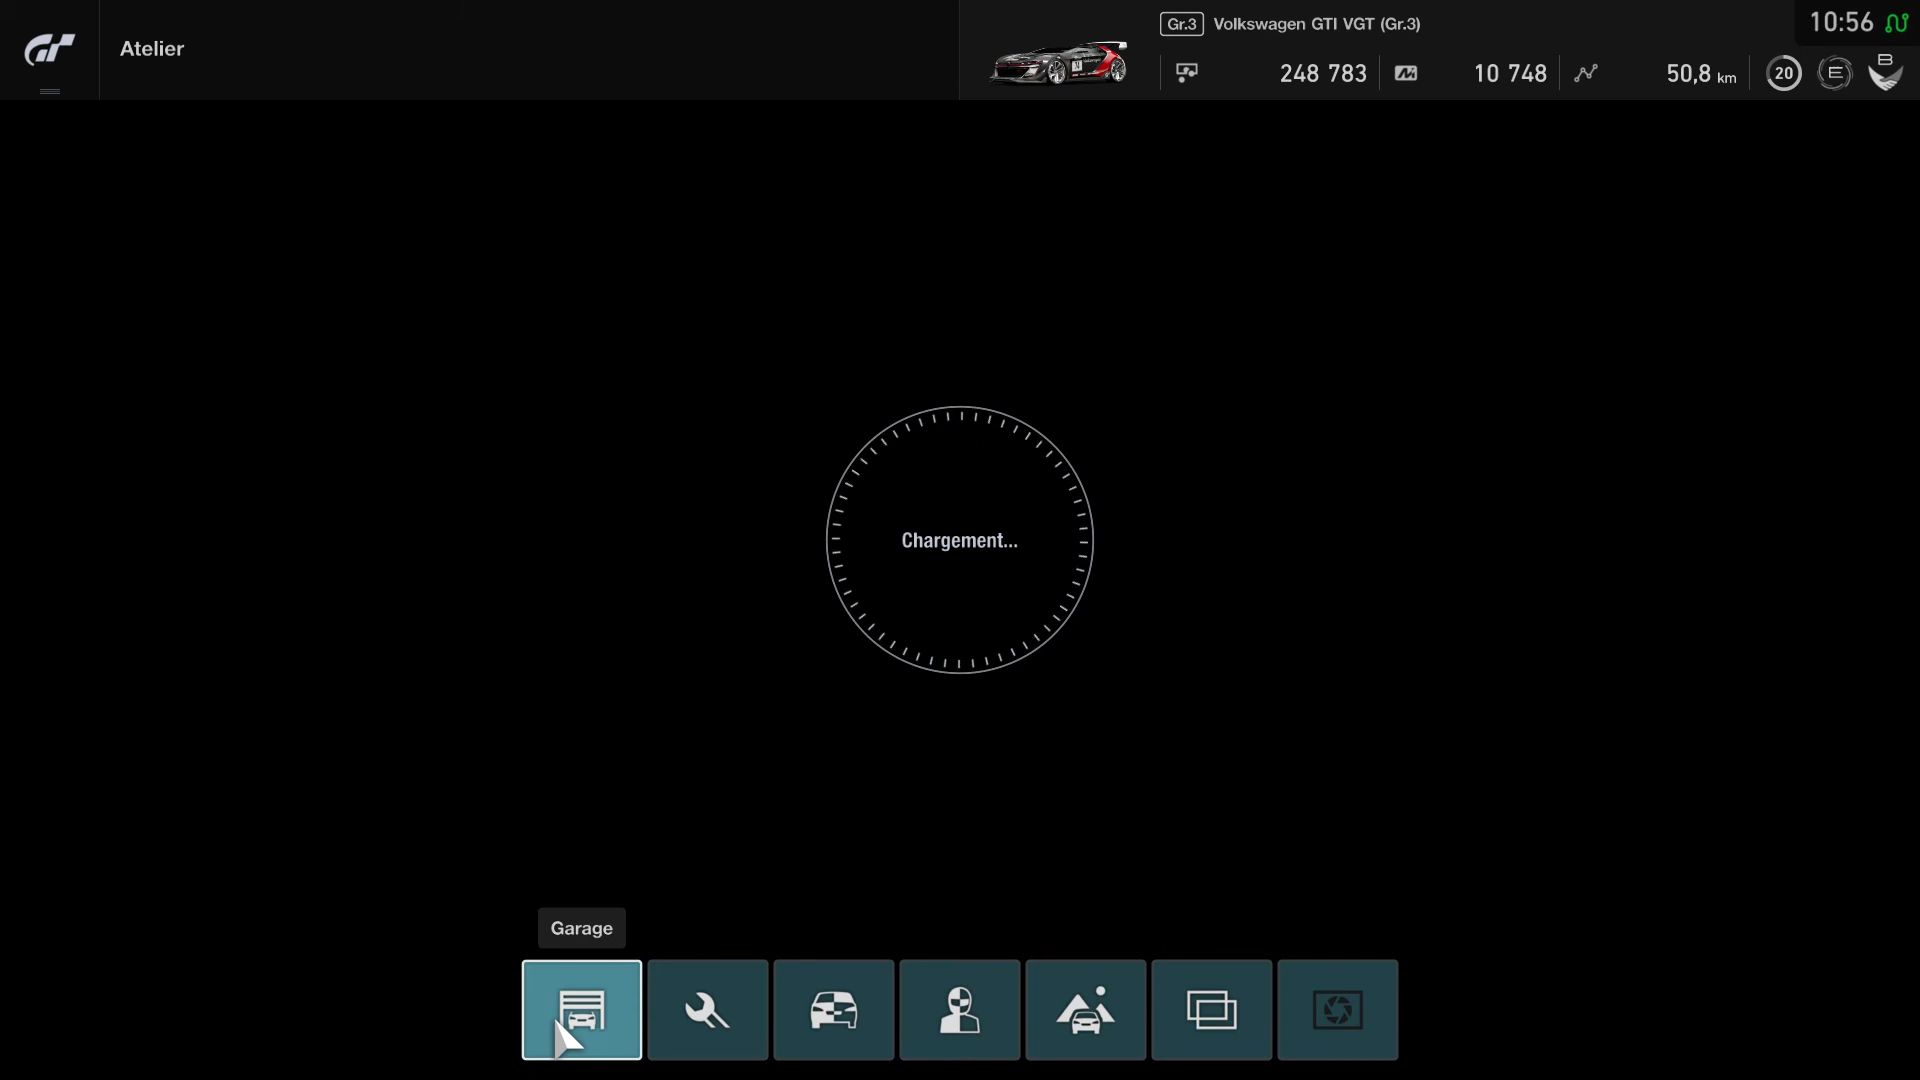 Atelier
Gr.3 Volkswagen GTI VGT (Gr.3)
10:56
248 783
10 748
50,8 km
20
E
B
Chargement...
Garage